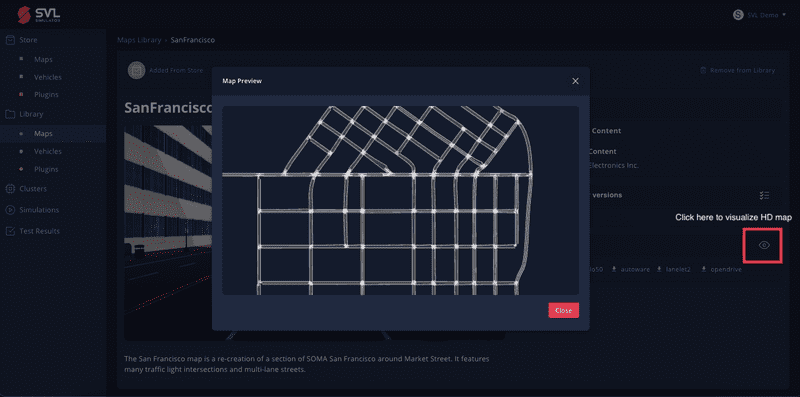 SVL
SIMULATOR
S SVL Demo
Store
Maps
Vehicles
Plugins
Library
Maps
Vehicles
Plugins
Clusters
Simulations
Test Results
Maps Library > SanFrancisco
Added From Store
Remove from Library
SanFrancisco
Map Preview
Close
Content
Content
Electronics Inc.
versions
Click here to visualize HD map
autoware
lanelet2
opendrive
The San Francisco map is a re-creation of a section of SOMA San Francisco around Market Street. It features
many traffic light intersections and multi-lane streets.